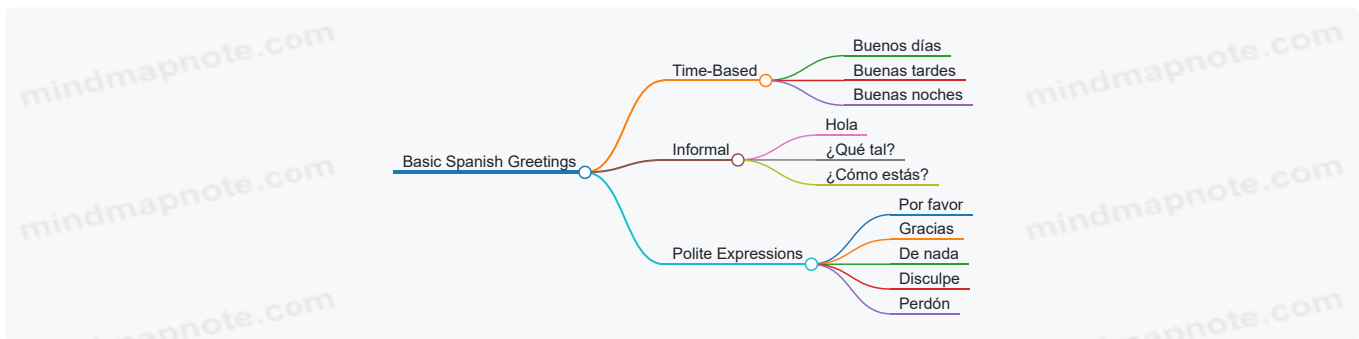 mindmapnote.com
mindmapnote.com
Buenos días
Time-Based
Buenas tardes
Buenas noches
Hola
Basic Spanish Greetings
Informal
¿Qué tal?
¿Cómo estás?
mindmapnote.com
mindmapnote.com
Por favor
Gracias
Polite Expressions
De nada
Disculpe
Perdón
mindmapnote.com
mindmapnote.com